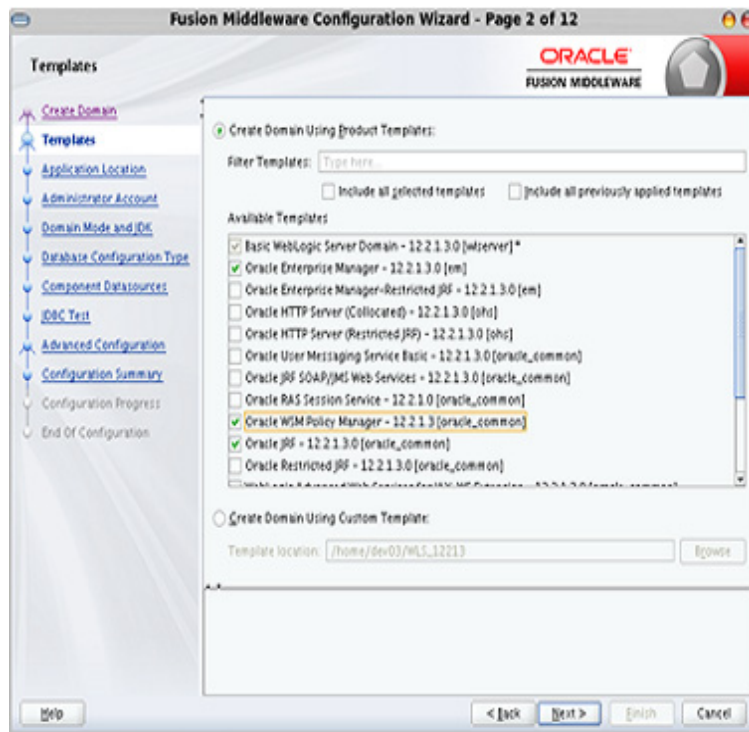 Fusion Middleware Configuration Wizard - Page 2 of 12
Templates
ORACLE
FUSION MIDDLEWARE
Create Domain
Templates
Application Location
Administrator Account
Domain Mode and JDK
Database Configuration Type
Component Datasources
JDBC Test
Advanced Configuration
Configuration Summary
Configuration Progress
End Of Configuration
Create Domain Using Product Templates:
Filter Templates: Type here...
Include all selected templates Include all previously applied templates
Available Templates
Basic WebLogic Server Domain - 12.2.1.3.0 [wlserver] *
Oracle Enterprise Manager - 12.2.1.3.0 [em]
Oracle Enterprise Manager-Restricted JRF - 12.2.1.3.0 [em]
Oracle HTTP Server (Collocated) - 12.2.1.3.0 [ohs]
Oracle HTTP Server (Restricted JRF) - 12.2.1.3.0 [ohs]
Oracle User Messaging Service Basic - 12.2.1.3.0 [oracle_common]
Oracle JRF SOAP/JMS Web Services - 12.2.1.3.0 [oracle_common]
Oracle RAS Session Service - 12.2.1.0 [oracle_common]
Oracle WSM Policy Manager - 12.2.1.3 [oracle_common]
Oracle JRF - 12.2.1.3.0 [oracle_common]
Oracle Restricted JRF - 12.2.1.3.0 [oracle_common]
Create Domain Using Custom Template:
Template location: /home/dev03/WLS_12213 Browse
Help < Back Next > Finish Cancel